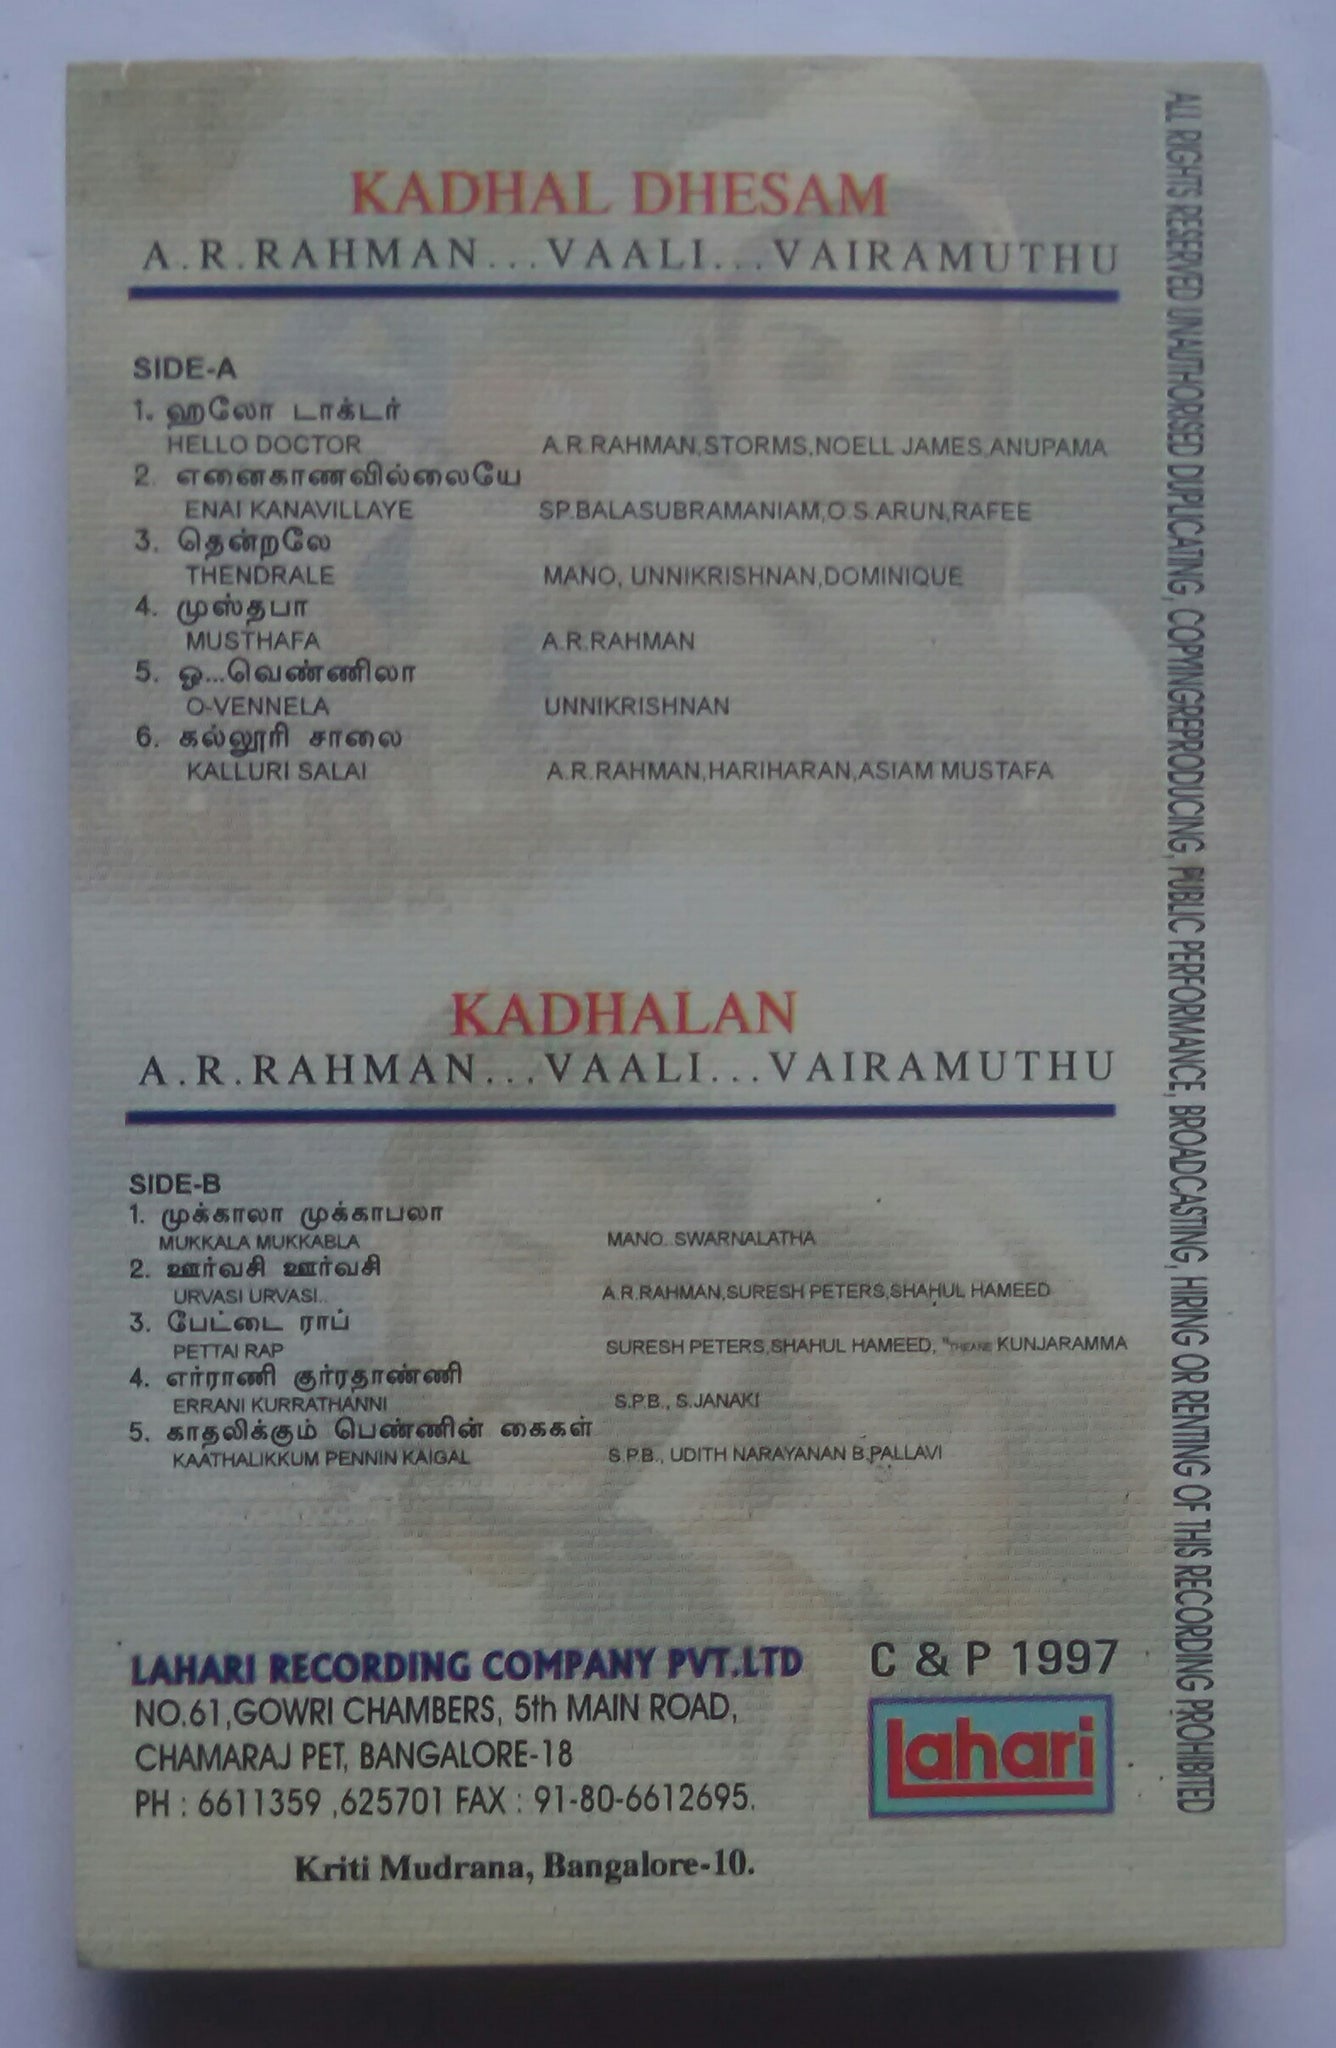 KADHAL DHESAM
A.R.RAHMAN...VAALI...VAIRAMUTHU
SIDE-A
1. ஹலோ டாக்டர்
HELLO DOCTOR A.R.RAHMAN,STORMS,NOELL JAMES,ANUPAMA
2. எனைகாணவில்லையே
ENAI KANAVILLAYE SP.BALASUBRAMANIAM,O.S.ARUN,RAFEE
3. தென்றலே
THENDRALE MANO, UNNIKRISHNAN,DOMINIQUE
4. முஸ்தபா
MUSTHAFA A.R.RAHMAN
5. ஓ...வெண்ணிலா
O-VENNELA UNNIKRISHNAN
6. கல்லூரி சாலை
KALLURI SALAI A.R.RAHMAN,HARIHARAN,ASIAM MUSTAFA
KADHALAN
A.R.RAHMAN...VAALI...VAIRAMUTHU
SIDE-B
1. முக்காலா முக்காபலா
MUKKALA MUKKABLA MANO. SWARNALATHA
2. ஊர்வசி ஊர்வசி
URVASI URVASI.. A.R.RAHMAN,SURESH PETERS,SHAHUL HAMEED
3. பேட்டை ராப்
PETTAI RAP SURESH PETERS,SHAHUL HAMEED, KUNJARAMMA
4. எர்ராணி குர்ரதாண்ணி
ERRANI KURRATHANNI S.P.B., S.JANAKI
5. காதலிக்கும் பெண்ணின் கைகள்
KAATHALIKKUM PENNIN KAIGAL S.P.B., UDITH NARAYANAN B.PALLAVI
LAHARI RECORDING COMPANY PVT.LTD
NO.61,GOWRI CHAMBERS, 5th MAIN ROAD,
CHAMARAJ PET, BANGALORE-18
PH : 6611359 ,625701 FAX : 91-80-6612695.
C & P 1997
Lahari
Kriti Mudrana, Bangalore-10.
ALL RIGHTS RESERVED UNAUTHORISED DUPLICATING, COPYINGREPRODUCING, PUBLIC PERFORMANCE, BROADCASTING, HIRING OR RENTING OF THIS RECORDING PROHIBITED